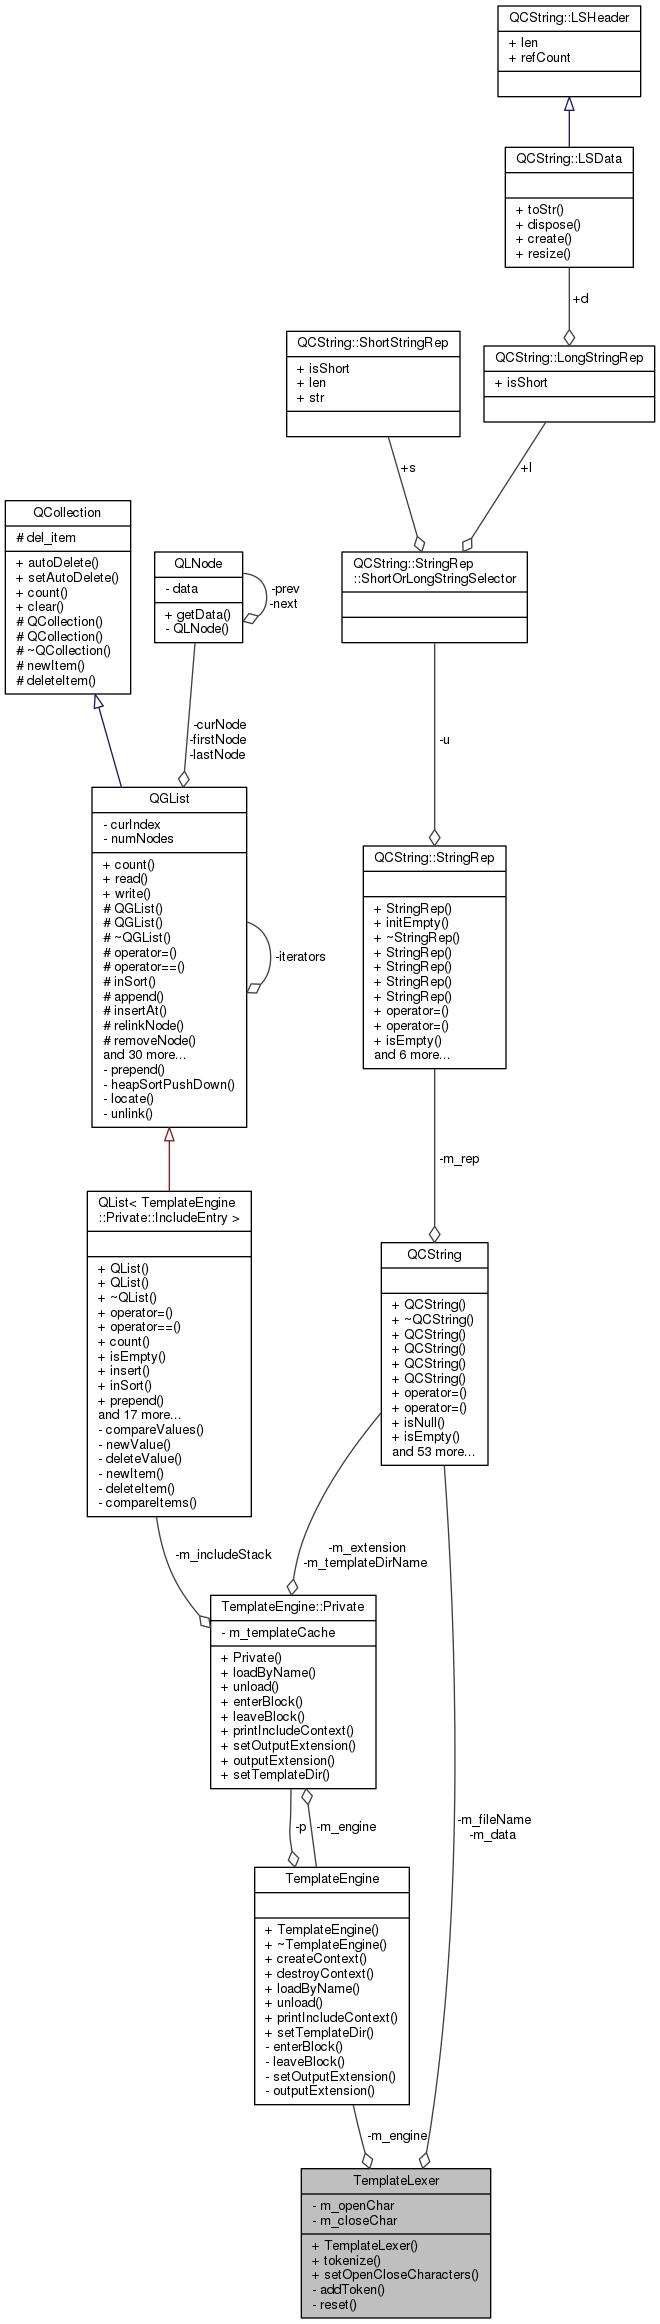 QCString::LSHeader
+ len
+ refCount
QCString::LSData
+ toStr()
+ dispose()
+ create()
+ resize()
+d
QCString::ShortStringRep
+ isShort
+ len
+ str
QCString::LongStringRep
+ isShort
+s
+l
QCollection
# del_item
+ autoDelete()
+ setAutoDelete()
+ count()
+ clear()
# QCollection()
# QCollection()
# ~QCollection()
# newItem()
# deleteItem()
QLNode
- data
+ getData()
- QLNode()
-prev
-next
QCString::StringRep
::ShortOrLongStringSelector
-curNode
-firstNode
-lastNode
-u
QGList
- curIndex
- numNodes
+ count()
+ read()
+ write()
# QGList()
# QGList()
# ~QGList()
# operator=()
# operator==()
# inSort()
# append()
# insertAt()
# relinkNode()
# removeNode()
and 30 more...
- prepend()
- heapSortPushDown()
- locate()
- unlink()
-iterators
QCString::StringRep
+ StringRep()
+ initEmpty()
+ ~StringRep()
+ StringRep()
+ StringRep()
+ StringRep()
+ StringRep()
+ operator=()
+ operator=()
+ isEmpty()
and 6 more...
-m_rep
QList< TemplateEngine
::Private::IncludeEntry >
+ QList()
+ QList()
+ ~QList()
+ operator=()
+ operator==()
+ count()
+ isEmpty()
+ insert()
+ inSort()
+ prepend()
and 17 more...
- compareValues()
- newValue()
- deleteValue()
- newItem()
- deleteItem()
- compareItems()
QCString
+ QCString()
+ ~QCString()
+ QCString()
+ QCString()
+ QCString()
+ QCString()
+ operator=()
+ operator=()
+ isNull()
+ isEmpty()
and 53 more...
-m_includeStack
-m_extension
-m_templateDirName
TemplateEngine::Private
- m_templateCache
+ Private()
+ loadByName()
+ unload()
+ enterBlock()
+ leaveBlock()
+ printIncludeContext()
+ setOutputExtension()
+ outputExtension()
+ setTemplateDir()
-p
-m_engine
-m_fileName
-m_data
TemplateEngine
+ TemplateEngine()
+ ~TemplateEngine()
+ createContext()
+ destroyContext()
+ loadByName()
+ unload()
+ printIncludeContext()
+ setTemplateDir()
- enterBlock()
- leaveBlock()
- setOutputExtension()
- outputExtension()
-m_engine
TemplateLexer
- m_openChar
- m_closeChar
+ TemplateLexer()
+ tokenize()
+ setOpenCloseCharacters()
- addToken()
- reset()